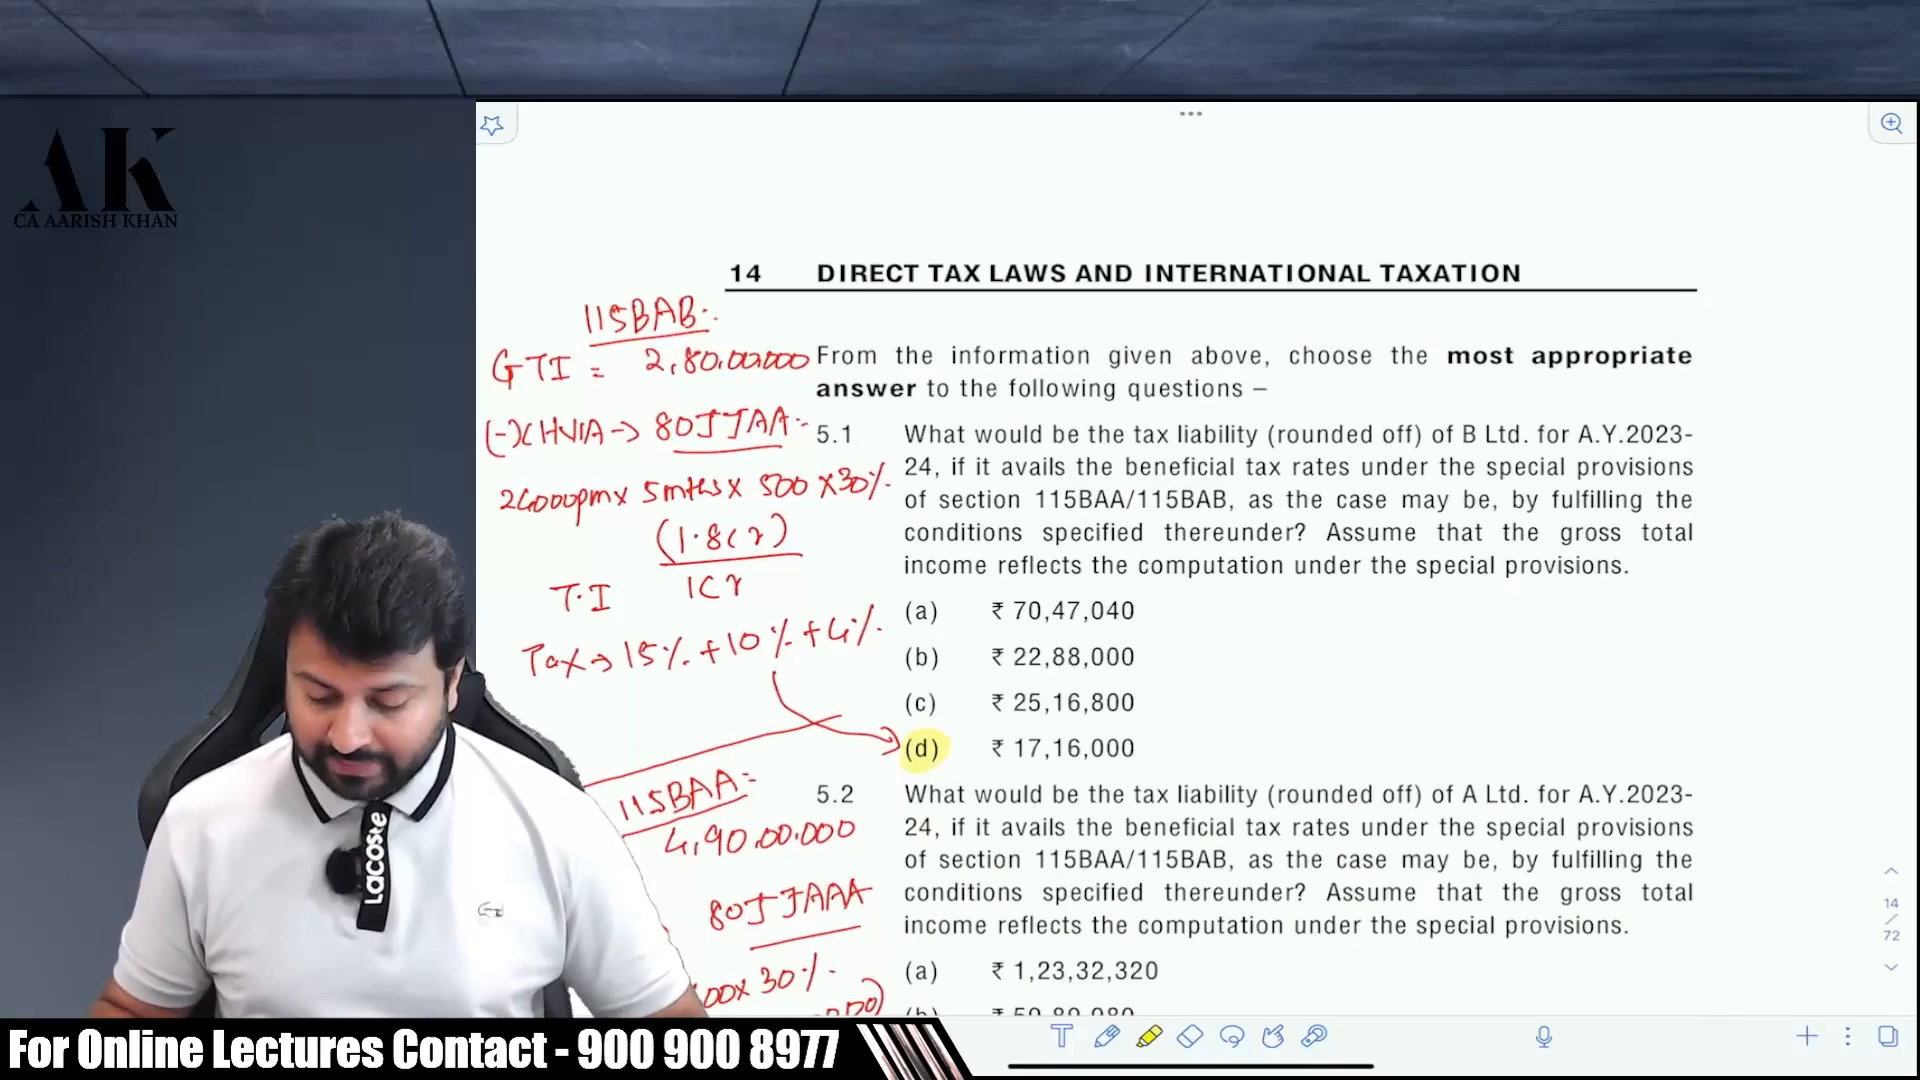 AK
CA AARISH KHAN
14 DIRECT TAX LAWS AND INTERNATIONAL TAXATION
115BAB:
GTI = 2,80,00,000
(-) CHVIA → 80JJAA:
24000pm x 5mths x 500 x 30%
(1.8Cr)
T.I 1Cr
Tax → 15% + 10% + 4%
115BAA:
4,90,00,000
80JJAAA
00x 30%
000)
From the information given above, choose the most appropriate
answer to the following questions –
5.1 What would be the tax liability (rounded off) of B Ltd. for A.Y.2023-
24, if it avails the beneficial tax rates under the special provisions
of section 115BAA/115BAB, as the case may be, by fulfilling the
conditions specified thereunder? Assume that the gross total
income reflects the computation under the special provisions.
(a) ₹ 70,47,040
(b) ₹ 22,88,000
(c) ₹ 25,16,800
(d) ₹ 17,16,000
5.2 What would be the tax liability (rounded off) of A Ltd. for A.Y.2023-
24, if it avails the beneficial tax rates under the special provisions
of section 115BAA/115BAB, as the case may be, by fulfilling the
conditions specified thereunder? Assume that the gross total
income reflects the computation under the special provisions.
(a) ₹ 1,23,32,320
14
/
72
LACOSTE
For Online Lectures Contact - 900 900 8977